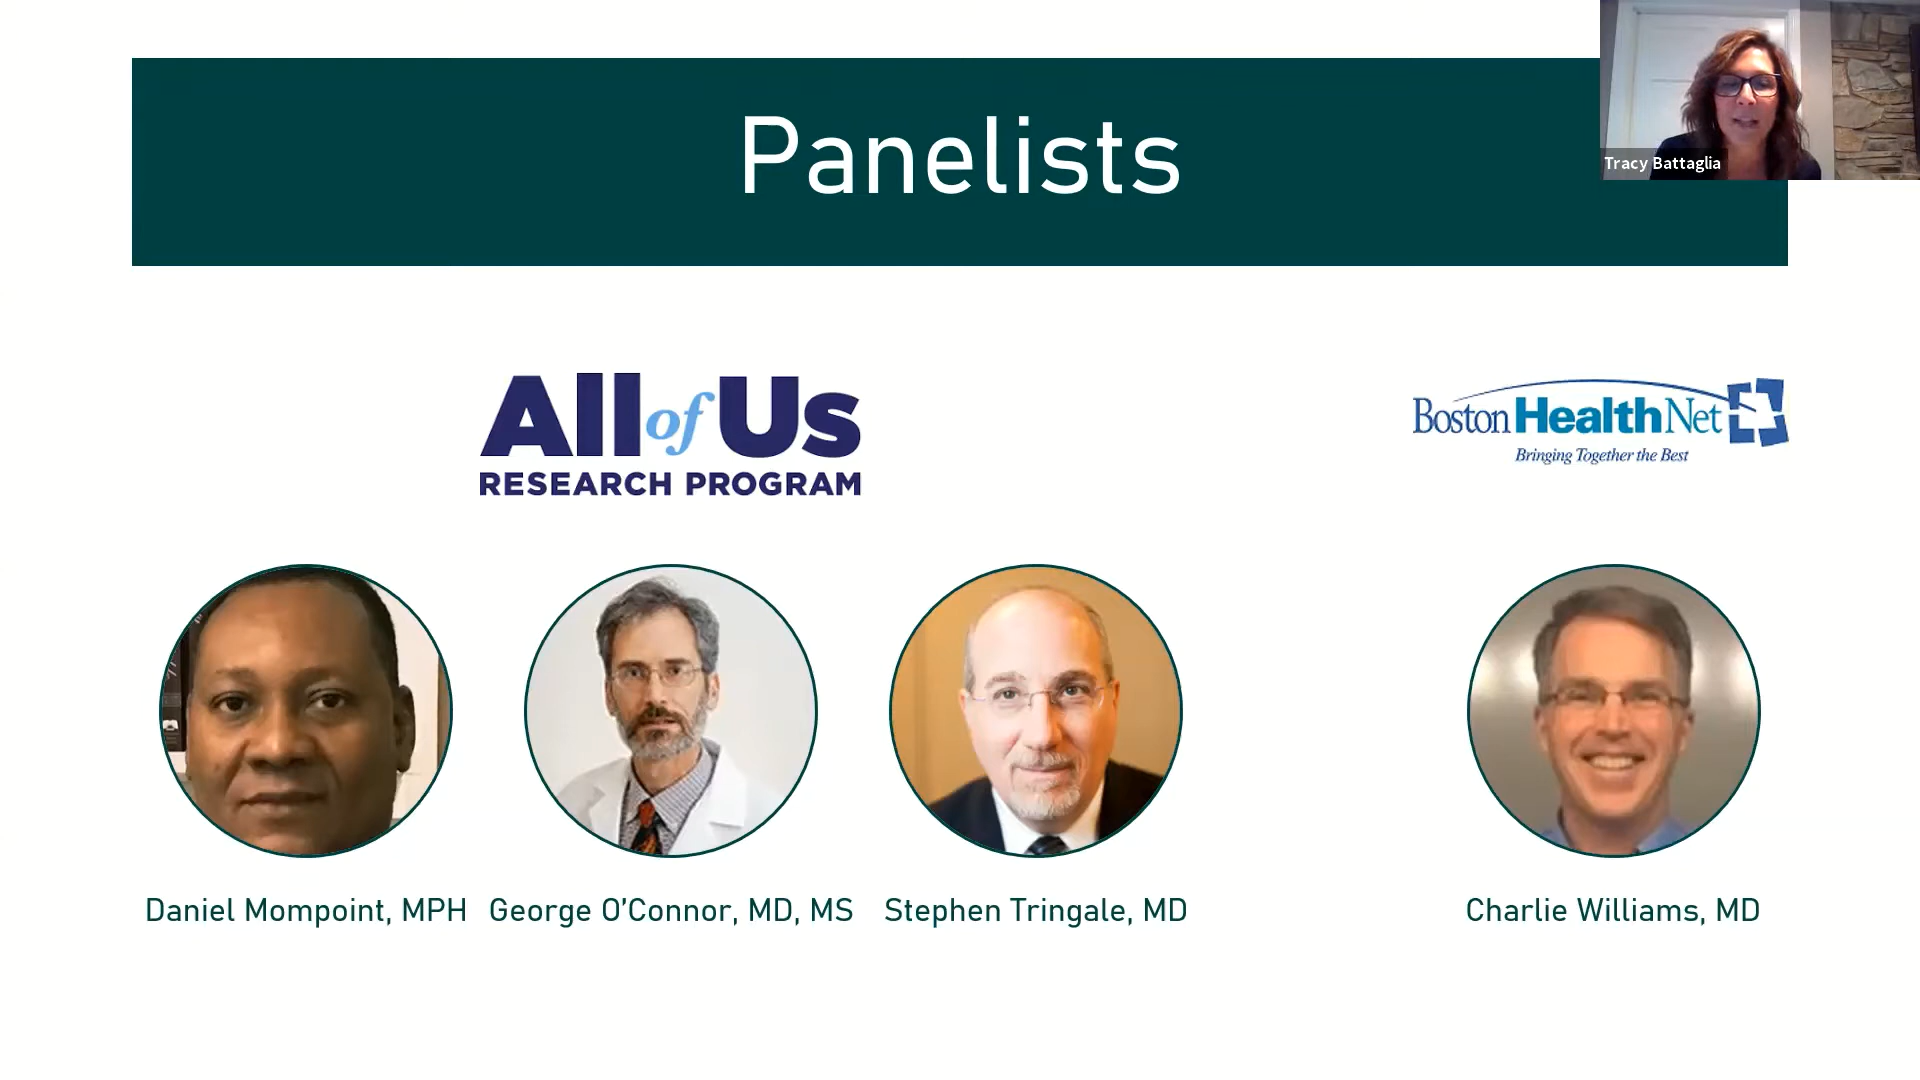 Panelists
Tracy Battaglia
All of Us
RESEARCH PROGRAM
Boston HealthNet
Bringing Together the Best
Daniel Mompoint, MPH
George O’Connor, MD, MS
Stephen Tringale, MD
Charlie Williams, MD